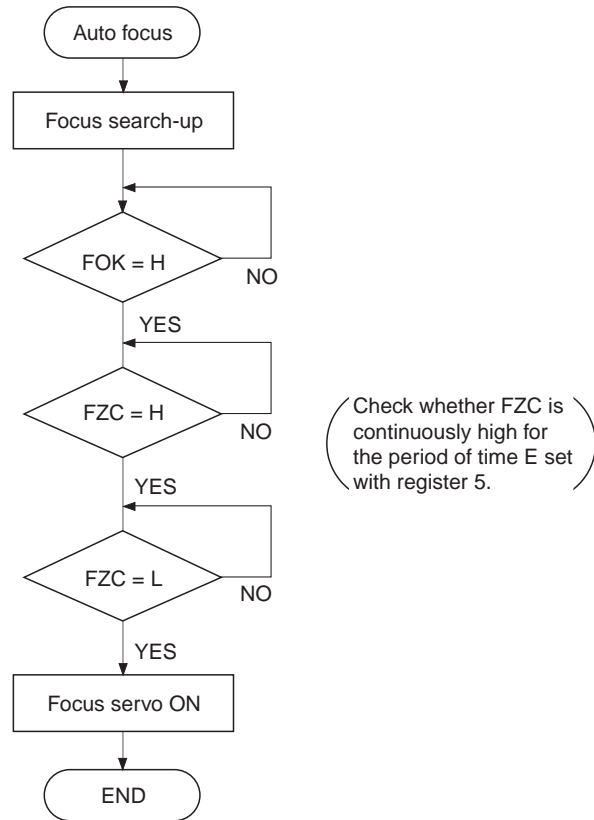 Auto focus
Focus search-up
FOK = H
NO
YES
FZC = H
NO
Check whether FZC is
continuously high for
the period of time E set
with register 5.
YES
FZC = L
NO
YES
Focus servo ON
END